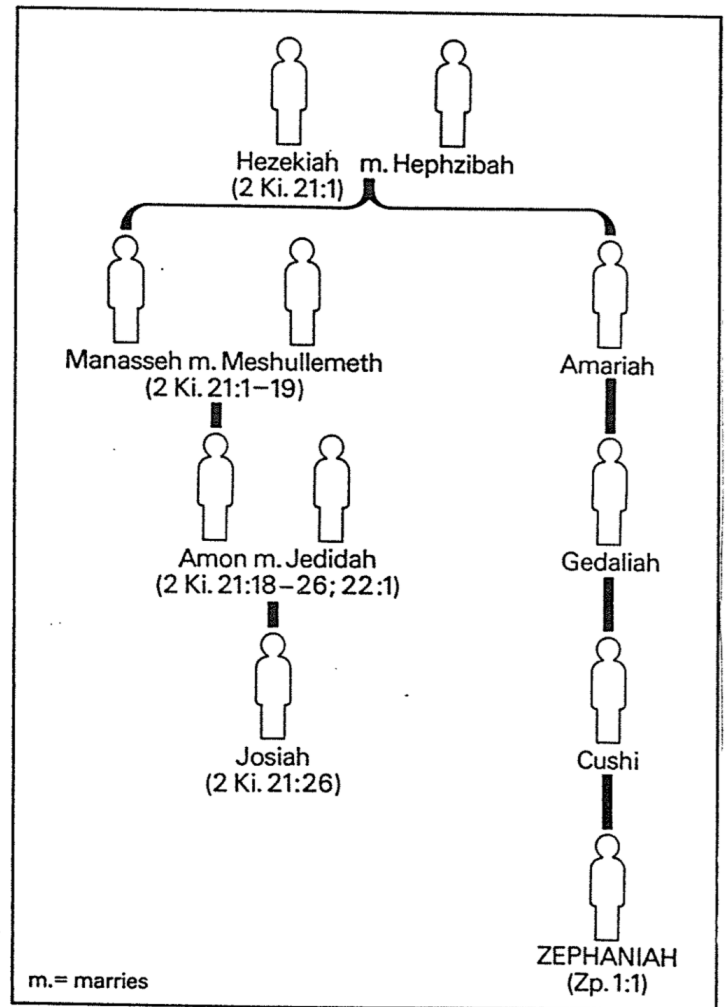 Hezekiah m. Hephzibah
(2 Ki. 21:1)
Manasseh m. Meshullemeth
(2 Ki. 21:1–19)
Amariah
Amon m. Jedidah
(2 Ki. 21:18–26; 22:1)
Gedaliah
Josiah
(2 Ki. 21:26)
Cushi
ZEPHANIAH
(Zp. 1:1)
m.= marries